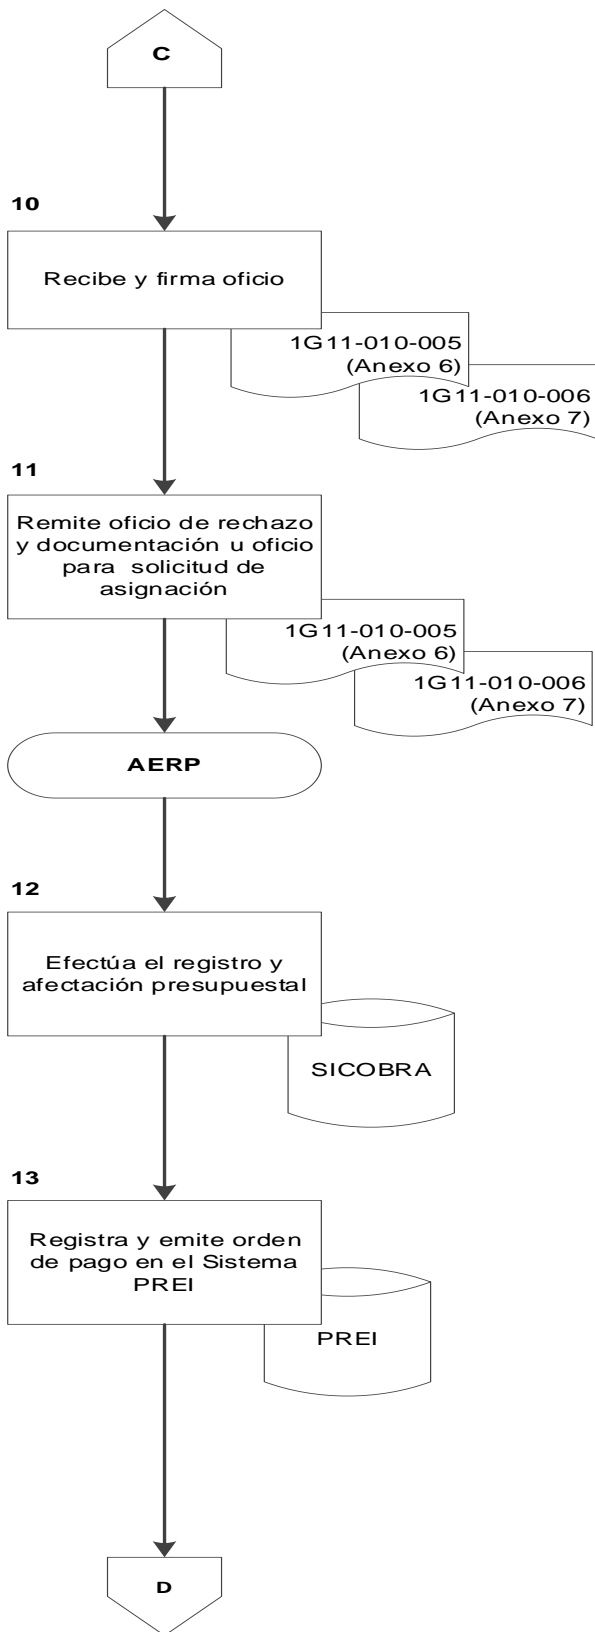 C
10
Recibe y firma oficio
1G11-010-005
(Anexo 6)
1G11-010-006
(Anexo 7)
11
Remite oficio de rechazo
y documentación u oficio
para solicitud de
asignación
1G11-010-005
(Anexo 6)
1G11-010-006
(Anexo 7)
AERP
12
Efectúa el registro y
afectación presupuestal
SICOBRA
13
Registra y emite orden
de pago en el Sistema
PREI
PREI
D